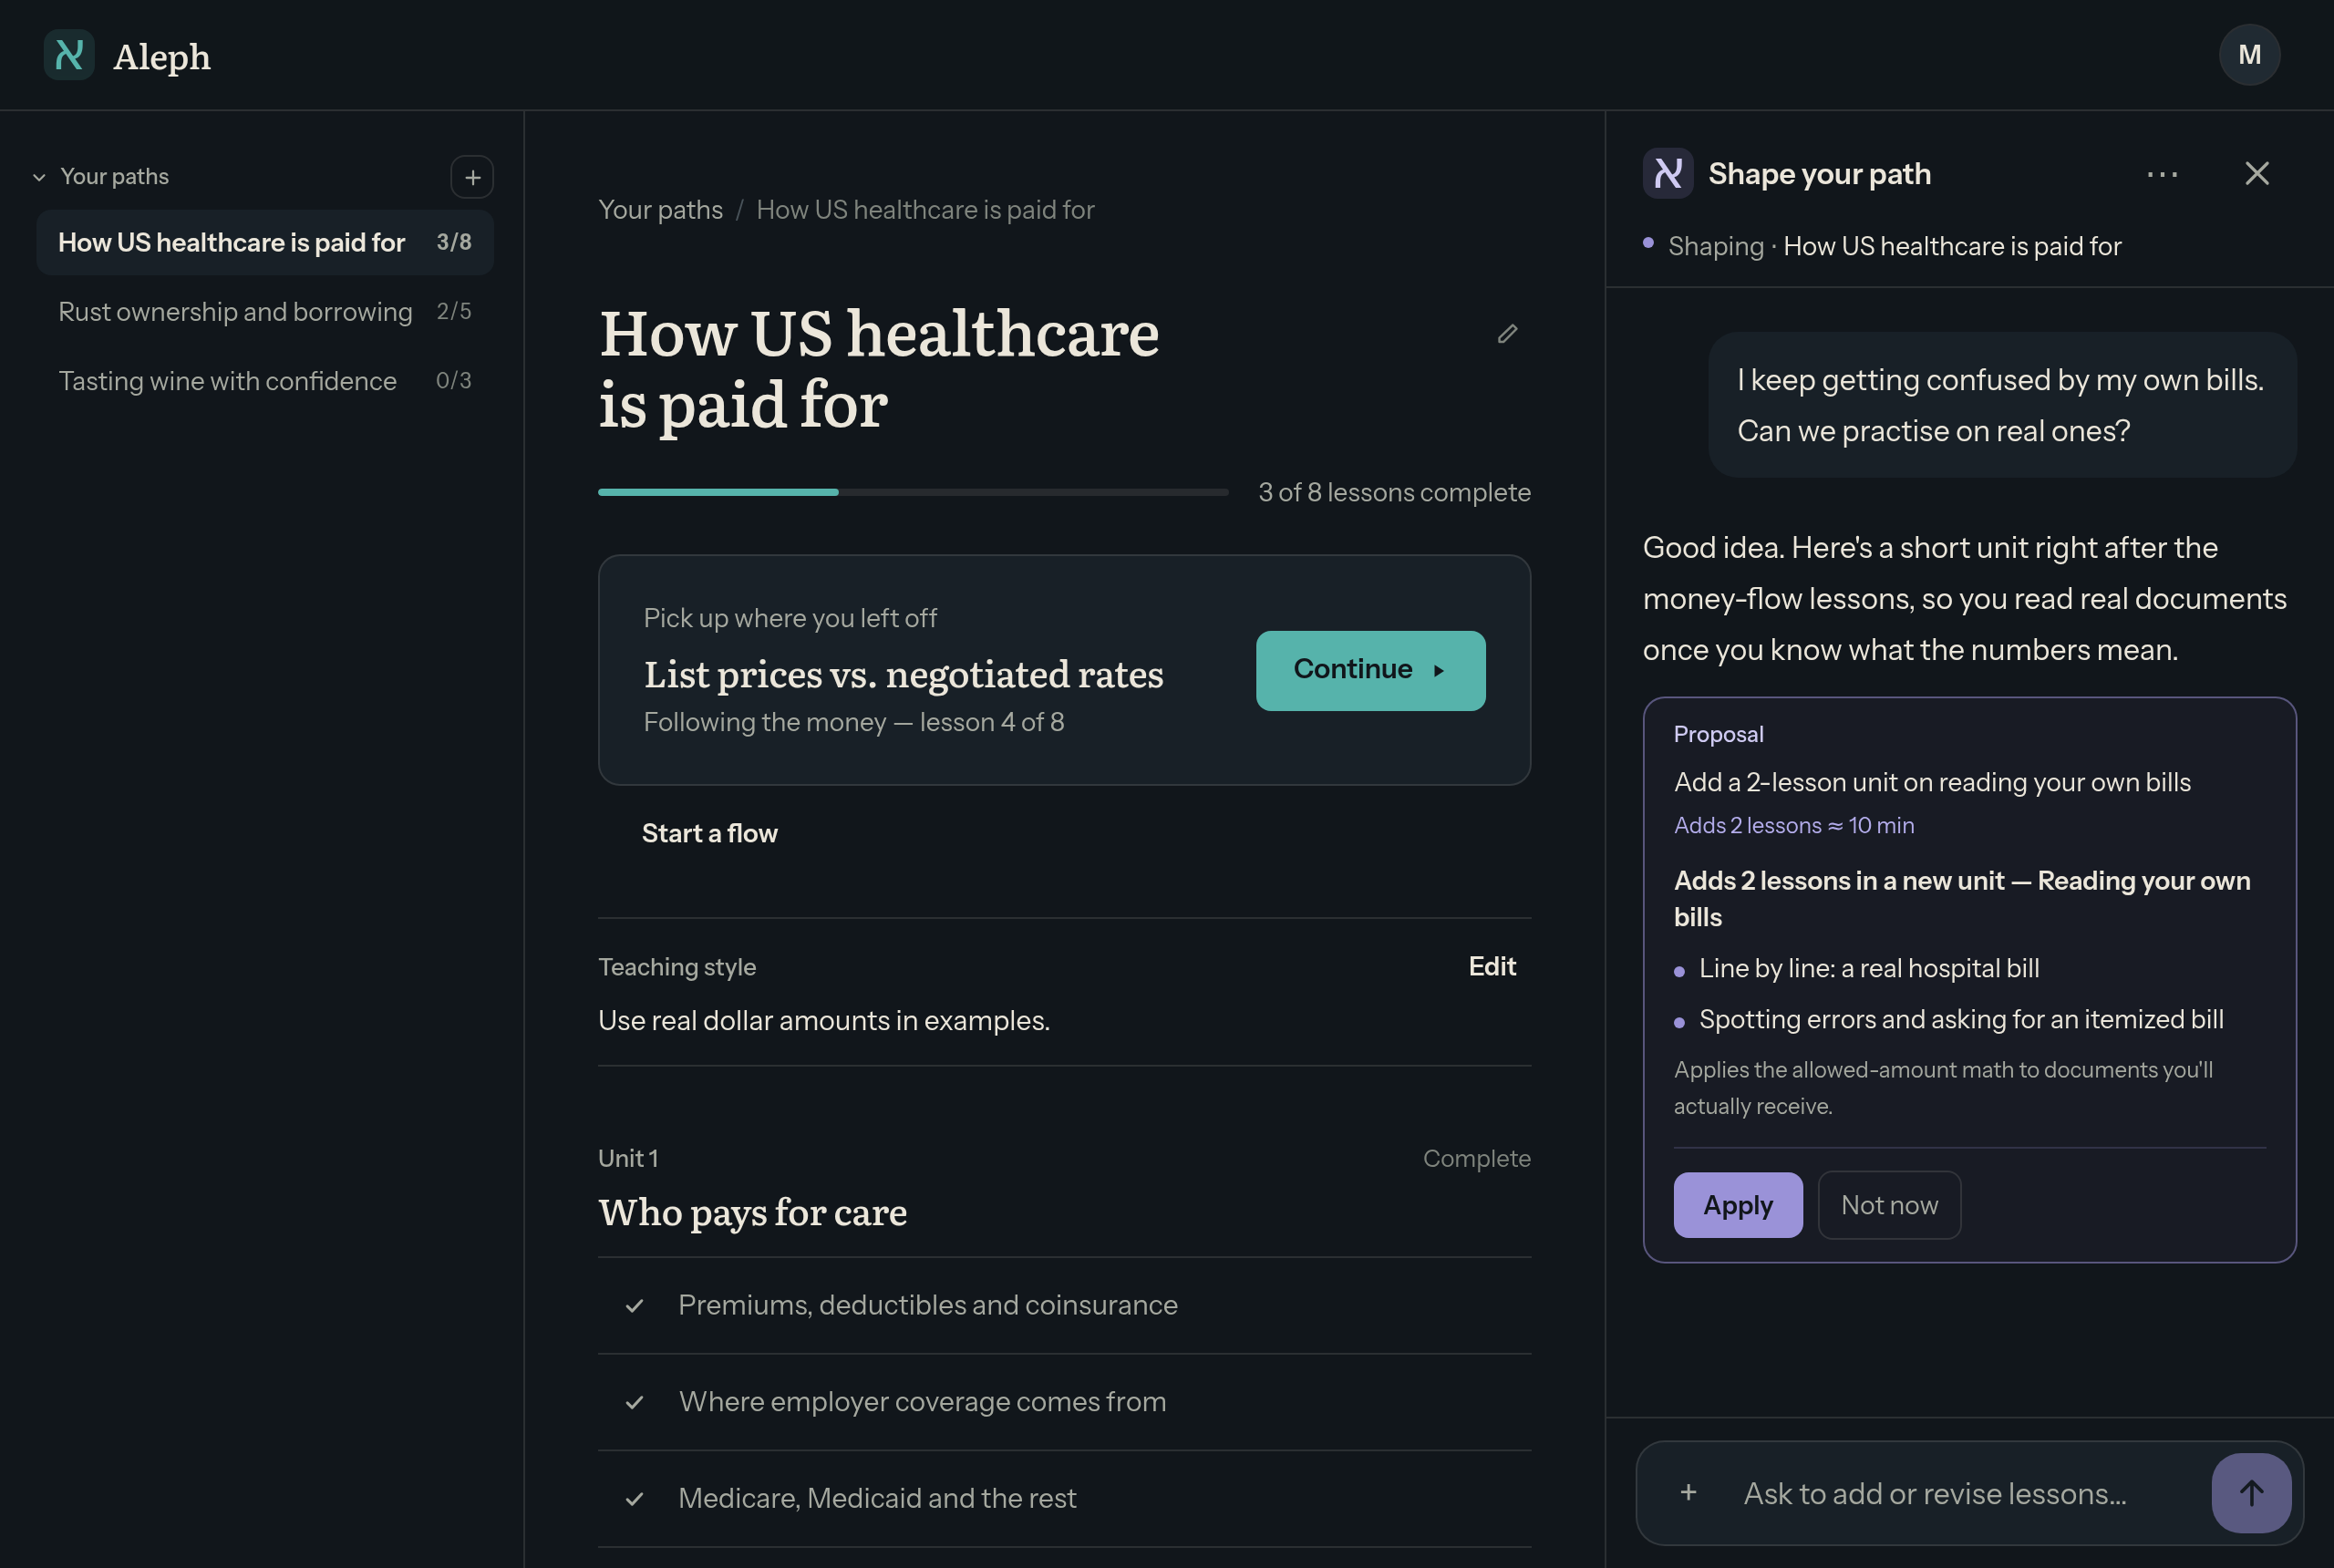 Aleph
M
Your paths
How US healthcare is paid for 3/8
Rust ownership and borrowing 2/5
Tasting wine with confidence 0/3
Your paths / How US healthcare is paid for
How US healthcare
is paid for
3 of 8 lessons complete
Pick up where you left off
List prices vs. negotiated rates
Following the money — lesson 4 of 8
Continue
Start a flow
Teaching style
Edit
Use real dollar amounts in examples.
Unit 1
Complete
Who pays for care
Premiums, deductibles and coinsurance
Where employer coverage comes from
Medicare, Medicaid and the rest
Shape your path
Shaping · How US healthcare is paid for
I keep getting confused by my own bills.
Can we practise on real ones?
Good idea. Here's a short unit right after the
money-flow lessons, so you read real documents
once you know what the numbers mean.
Proposal
Add a 2-lesson unit on reading your own bills
Adds 2 lessons ≈ 10 min
Adds 2 lessons in a new unit — Reading your own
bills
Line by line: a real hospital bill
Spotting errors and asking for an itemized bill
Applies the allowed-amount math to documents you'll
actually receive.
Apply
Not now
Ask to add or revise lessons...